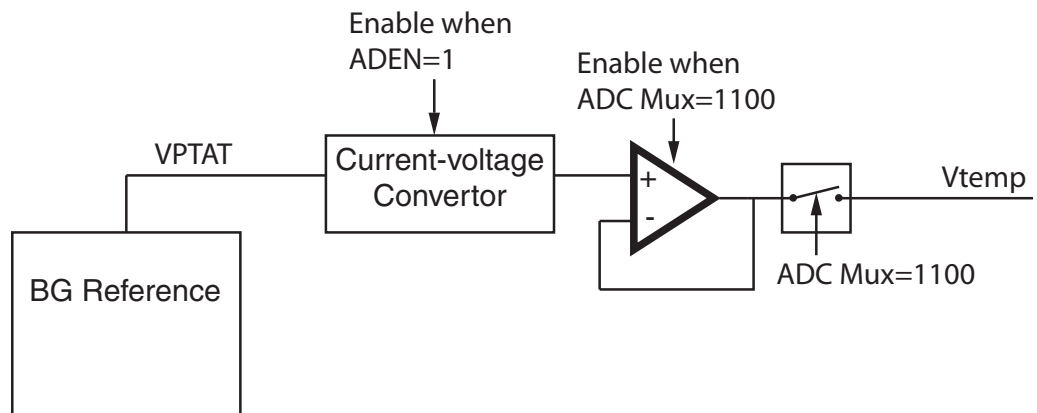 Enable when
ADEN=1
Enable when
ADC Mux=1100
VPTAT
Current-voltage
Convertor
+
-
Vtemp
BG Reference
ADC Mux=1100